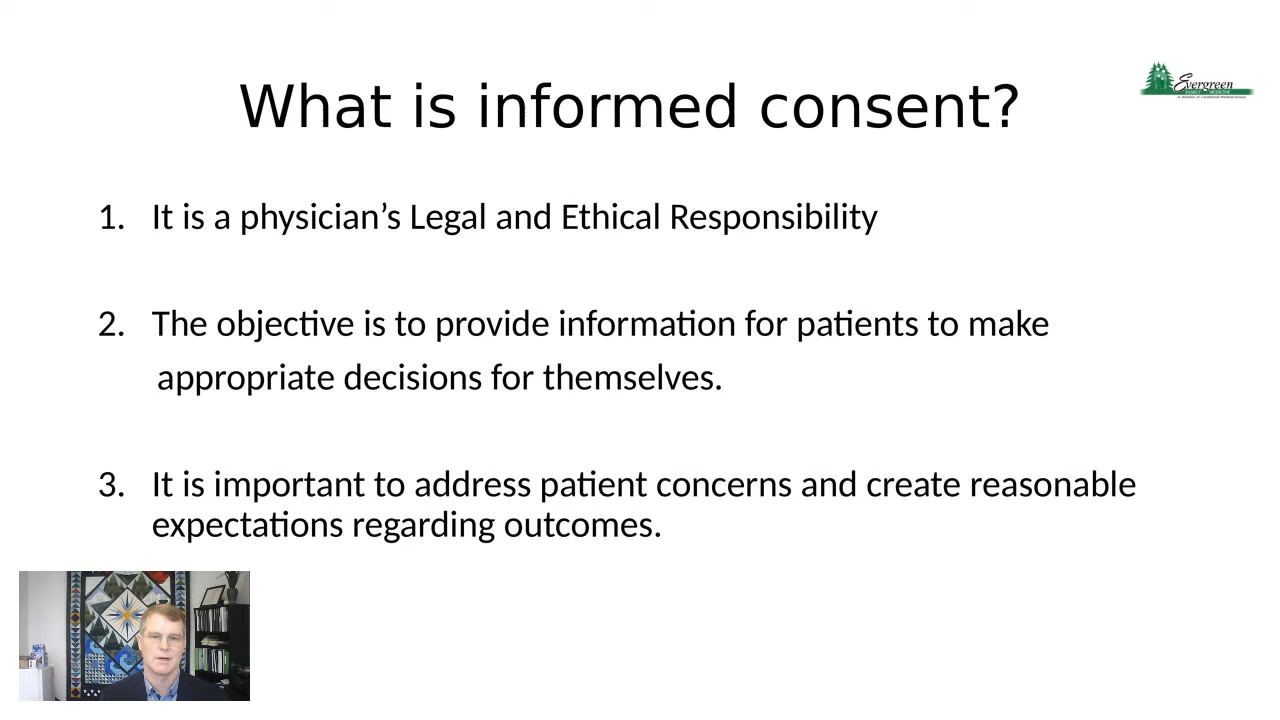 What is informed consent?
Evergreen
FAMILY MEDICINE
1. It is a physician’s Legal and Ethical Responsibility
2. The objective is to provide information for patients to make
appropriate decisions for themselves.
3. It is important to address patient concerns and create reasonable
expectations regarding outcomes.